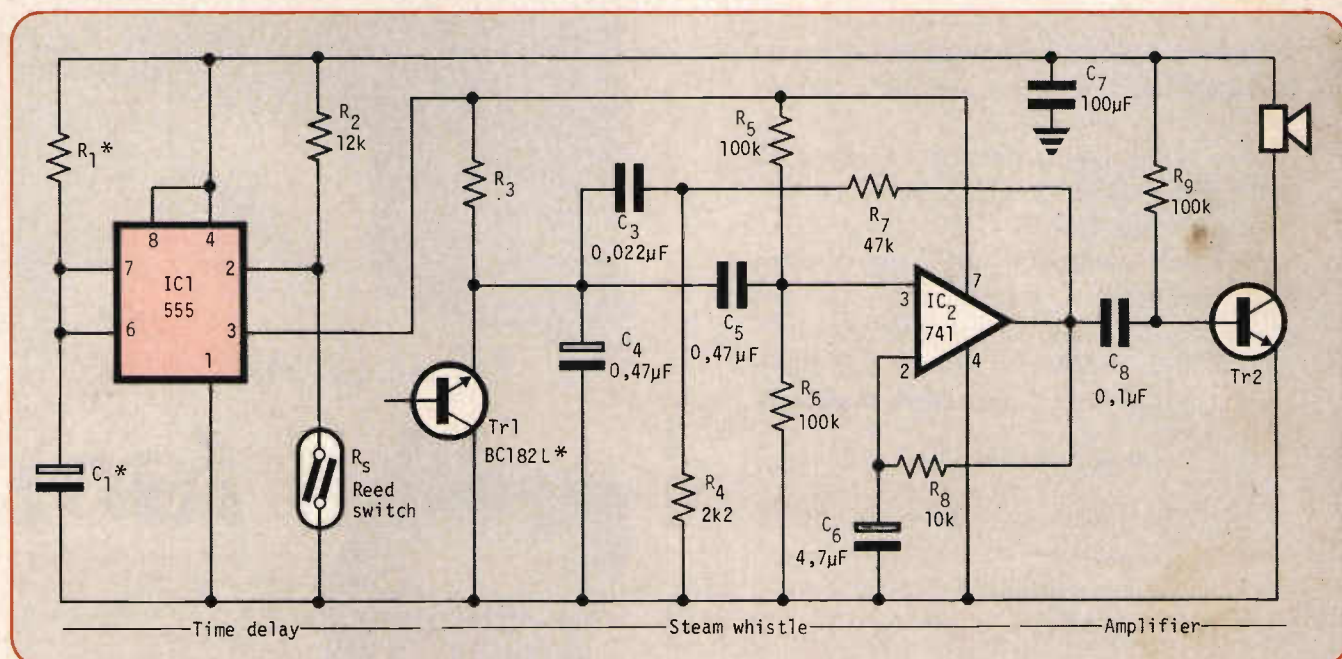 R1*
C1*
8
4
7
6
2
3
1
IC1
555
R2
12k
Rs
Reed
switch
R3
Tr1
BC182L*
C3
0,022µF
C4
0,47µF
C5
0,47µF
R4
2k2
R5
100k
R6
100k
R7
47k
3
2
7
4
IC2
741
R8
10k
C6
4,7µF
C7
100µF
C8
0,1µF
R9
100k
Tr2
Time delay
Steam whistle
Amplifier